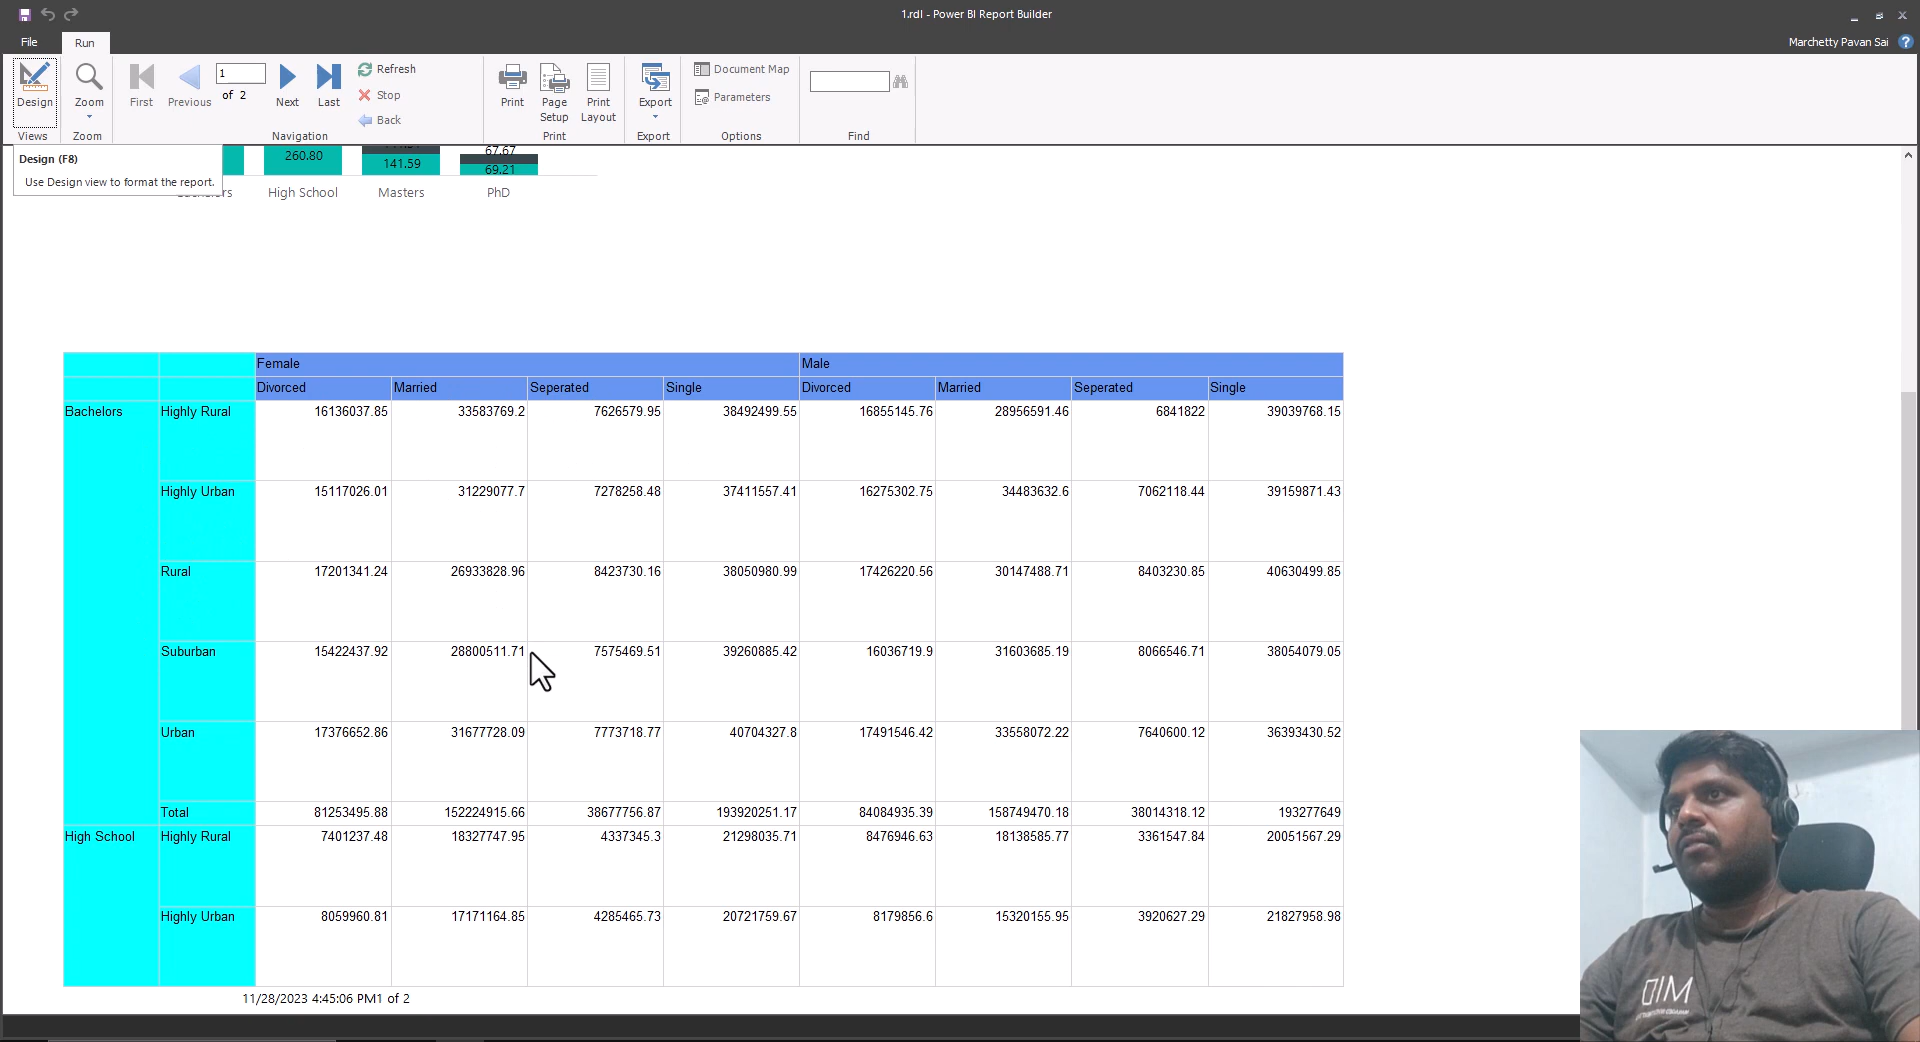 1.rdl - Power BI Report Builder
File Run Marchetty Pavan Sai ?
Design
Views
Zoom
Zoom
First
Previous
1
of 2
Next
Last
Refresh
Stop
Back
Navigation
Print
Page Setup
Print Layout
Print
Export
Export
Document Map
Parameters
Options
Find
Design (F8)
Use Design view to format the report.
260.80
141.59
67.67
69.21
High School Masters PhD
Female Male
Divorced Married Seperated Single Divorced Married Seperated Single
Bachelors Highly Rural 16136037.85 33583769.2 7626579.95 38492499.55 16855145.76 28956591.46 6841822 39039768.15
Highly Urban 15117026.01 31229077.7 7278258.48 37411557.41 16275302.75 34483632.6 7062118.44 39159871.43
Rural 17201341.24 26933828.96 8423730.16 38050980.99 17426220.56 30147488.71 8403230.85 40630499.85
Suburban 15422437.92 28800511.71 7575469.51 39260885.42 16036719.9 31603685.19 8066546.71 38054079.05
Urban 17376652.86 31677728.09 7773718.77 40704327.8 17491546.42 33558072.22 7640600.12 36393430.52
Total 81253495.88 152224915.66 38677756.87 193920251.17 84084935.39 158749470.18 38014318.12 193277649
High School Highly Rural 7401237.48 18327747.95 4337345.3 21298035.71 8476946.63 18138585.77 3361547.84 20051567.29
Highly Urban 8059960.81 17171164.85 4285465.73 20721759.67 8179856.6 15320155.95 3920627.29 21827958.98
11/28/2023 4:45:06 PM1 of 2